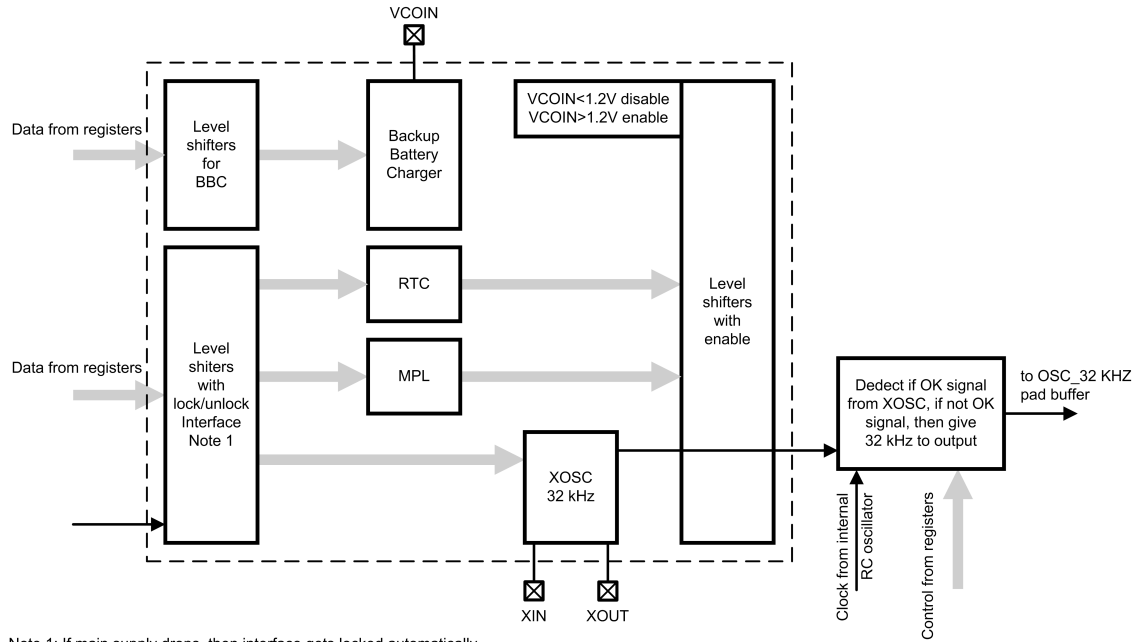 VCOIN
Data from registers
Level
shifters
for
BBC
Backup
Battery
Charger
VCOIN<1.2V disable
VCOIN>1.2V enable
Data from registers
Level
shiters
with
lock/unlock
Interface
Note 1
RTC
MPL
XOSC
32 kHz
Level
shifters
with
enable
Dedect if OK signal
from XOSC, if not OK
signal, then give
32 kHz to output
to OSC_32 KHZ
pad buffer
Clock from internal
RC oscillator
Control from registers
XIN
XOUT
Note 1: If main supply drops, then interface gets locked automatically